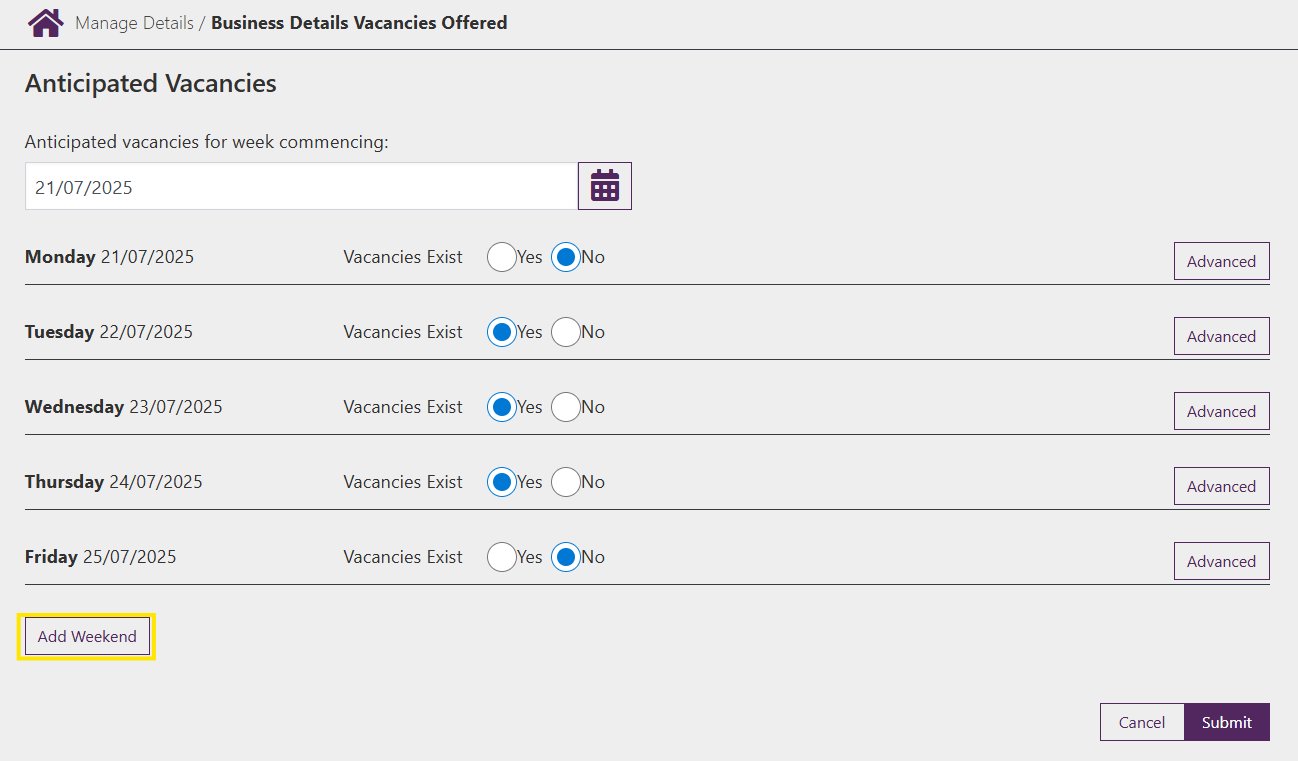 Manage Details / Business Details Vacancies Offered
Anticipated Vacancies
Anticipated vacancies for week commencing:
21/07/2025
Monday 21/07/2025 Vacancies Exist Yes No Advanced
Tuesday 22/07/2025 Vacancies Exist Yes No Advanced
Wednesday 23/07/2025 Vacancies Exist Yes No Advanced
Thursday 24/07/2025 Vacancies Exist Yes No Advanced
Friday 25/07/2025 Vacancies Exist Yes No Advanced
Add Weekend
Cancel Submit